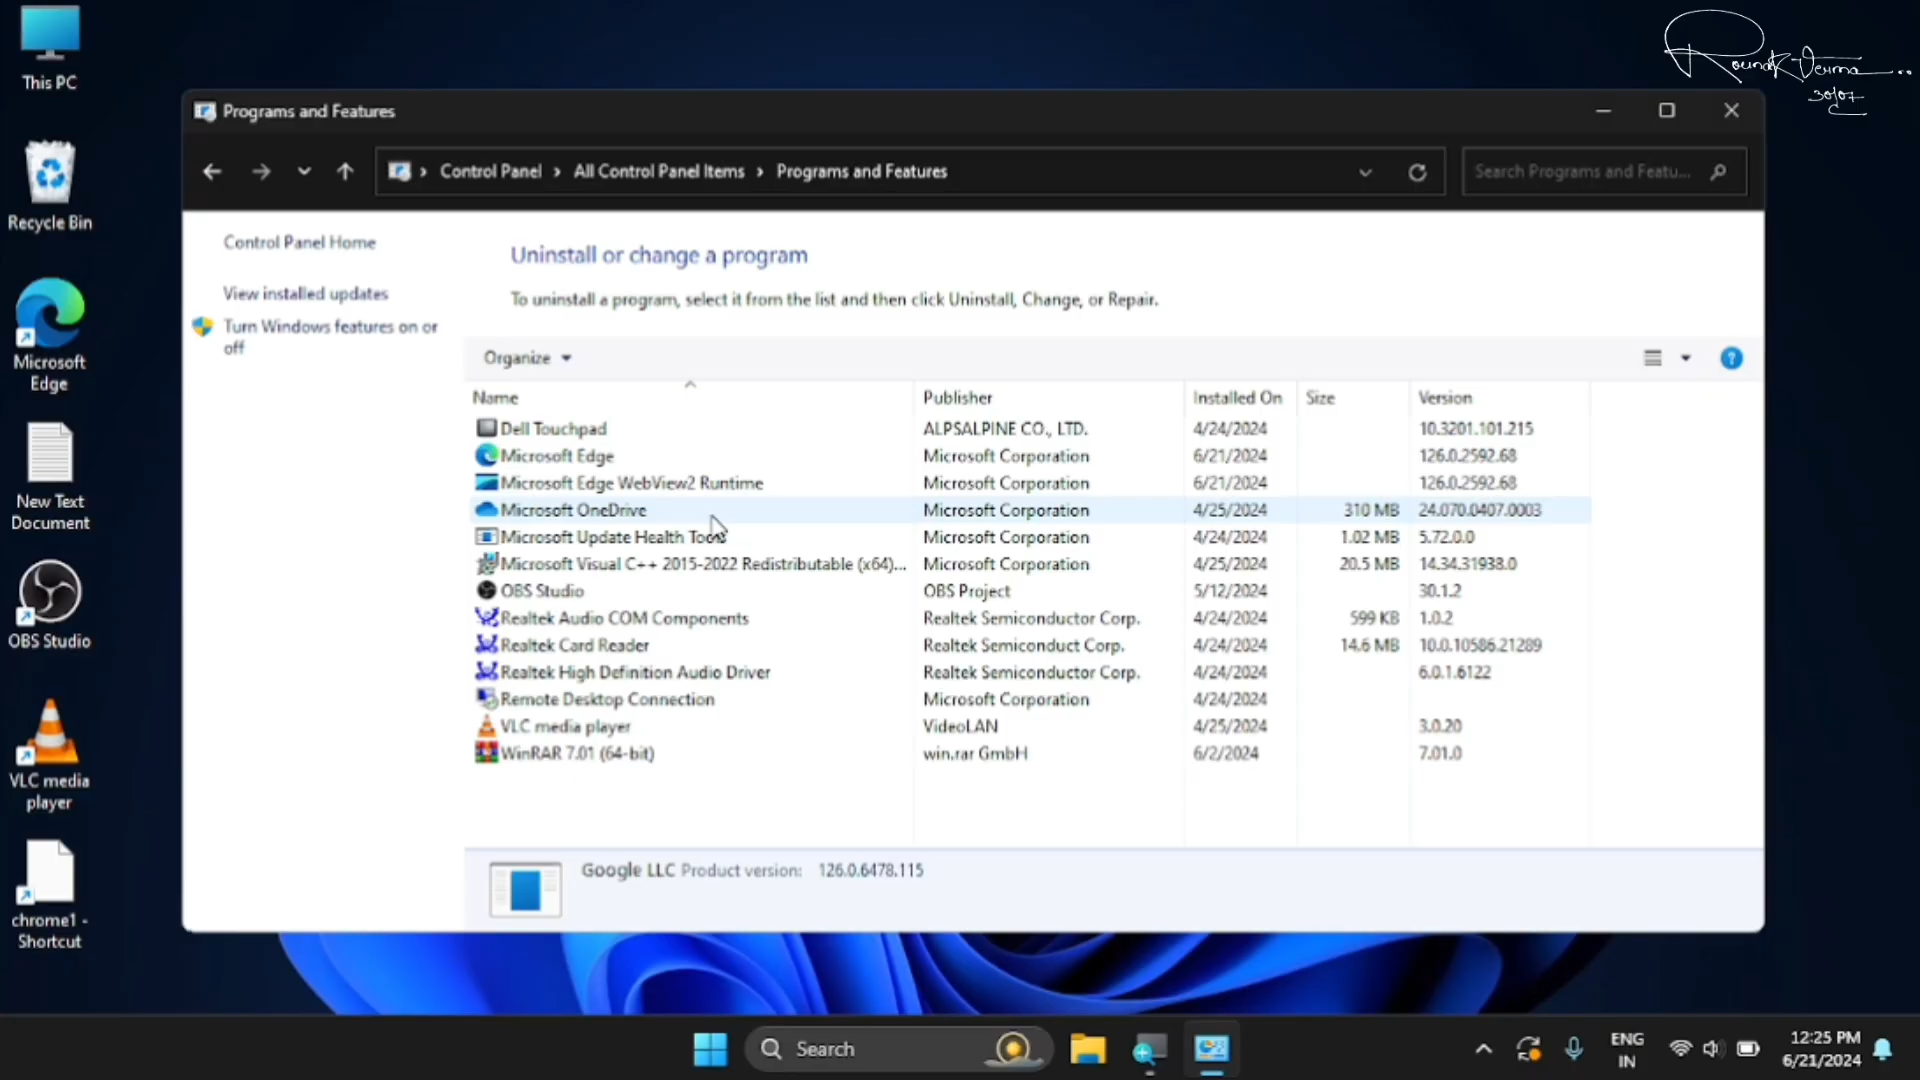 This PC
Recycle Bin
Microsoft
Edge
New Text
Document
OBS Studio
VLC media
player
chrome1 -
Shortcut
Rounak Verma
30/07
Programs and Features
Control Panel › All Control Panel Items › Programs and Features
Search Programs and Featu...
Control Panel Home
View installed updates
Turn Windows features on or
off
Uninstall or change a program
To uninstall a program, select it from the list and then click Uninstall, Change, or Repair.
Organize
Name Publisher Installed On Size Version
Dell Touchpad ALPSALPINE CO., LTD. 4/24/2024 10.3201.101.215
Microsoft Edge Microsoft Corporation 6/21/2024 126.0.2592.68
Microsoft Edge WebView2 Runtime Microsoft Corporation 6/21/2024 126.0.2592.68
Microsoft OneDrive Microsoft Corporation 4/25/2024 310 MB 24.070.0407.0003
Microsoft Update Health Tools Microsoft Corporation 4/24/2024 1.02 MB 5.72.0.0
Microsoft Visual C++ 2015-2022 Redistributable (x64)... Microsoft Corporation 4/25/2024 20.5 MB 14.34.31938.0
OBS Studio OBS Project 5/12/2024 30.1.2
Realtek Audio COM Components Realtek Semiconductor Corp. 4/24/2024 599 KB 1.0.2
Realtek Card Reader Realtek Semiconduct Corp. 4/24/2024 14.6 MB 10.0.10586.21289
Realtek High Definition Audio Driver Realtek Semiconductor Corp. 4/24/2024 6.0.1.6122
Remote Desktop Connection Microsoft Corporation 4/24/2024
VLC media player VideoLAN 4/25/2024 3.0.20
WinRAR 7.01 (64-bit) win.rar GmbH 6/2/2024 7.01.0
Google LLC Product version: 126.0.6478.115
Search
ENG
IN
12:25 PM
6/21/2024